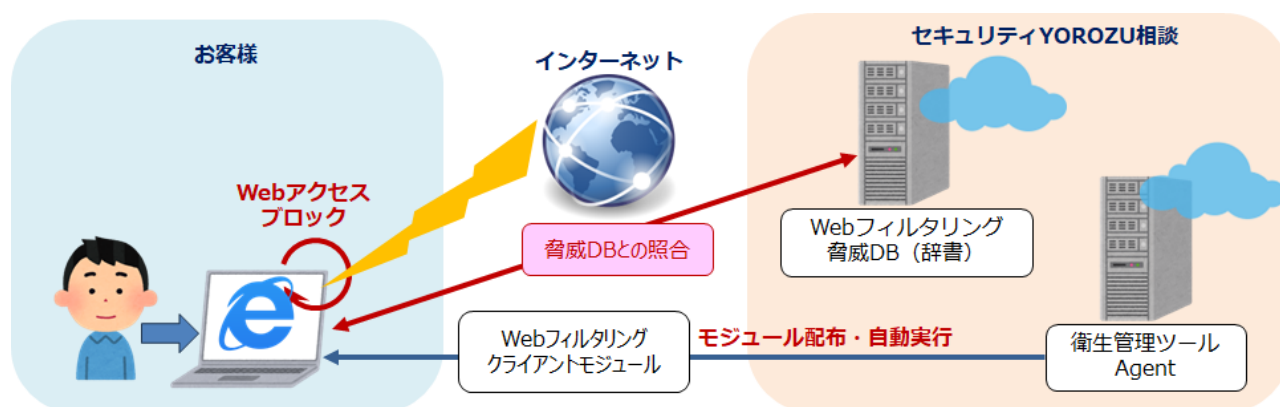 お客様
インターネット
セキュリティYOROZU相談
Webアクセス
ブロック
脅威DBとの照合
Webフィルタリング
脅威DB（辞書）
Webフィルタリング
クライアントモジュール
モジュール配布・自動実行
衛生管理ツール
Agent